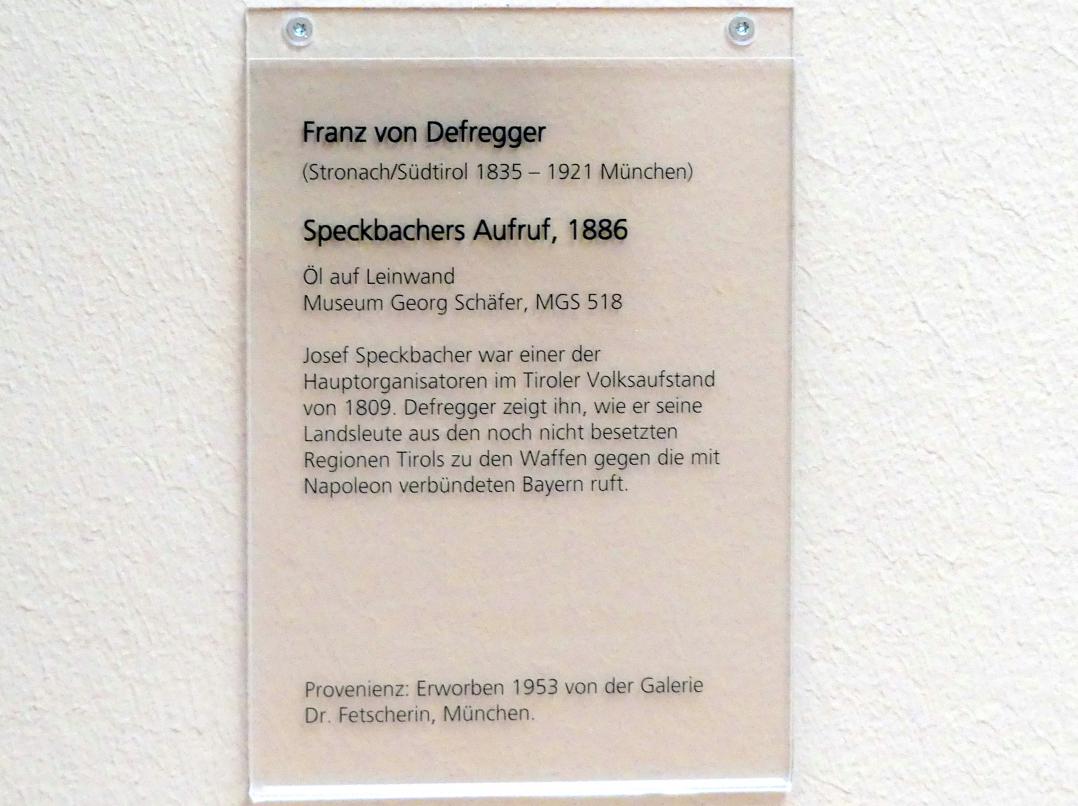 Franz von Defregger
(Stronach/Südtirol 1835 – 1921 München)
Speckbachers Aufruf, 1886
Öl auf Leinwand
Museum Georg Schäfer, MGS 518
Josef Speckbacher war einer der
Hauptorganisatoren im Tiroler Volksaufstand
von 1809. Defregger zeigt ihn, wie er seine
Landsleute aus den noch nicht besetzten
Regionen Tirols zu den Waffen gegen die mit
Napoleon verbündeten Bayern ruft.
Provenienz: Erworben 1953 von der Galerie
Dr. Fetscherin, München.